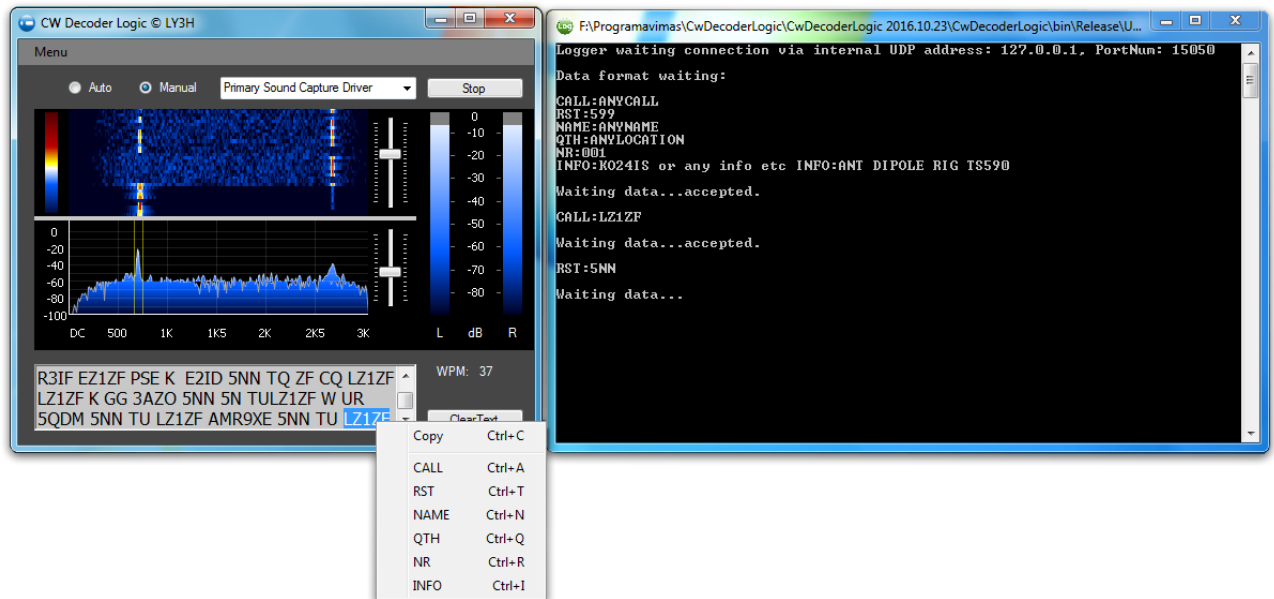 CW Decoder Logic © LY3H
Menu
Auto Manual Primary Sound Capture Driver Stop
0
-10
-20
-30
-40
-50
-60
-70
-80
0
-20
-40
-60
-80
-100
DC 500 1K 1K5 2K 2K5 3K
L dB R
R3IF EZ1ZF PSE K E2ID 5NN TQ ZF CQ LZ1ZF
LZ1ZF K GG 3AZO 5NN 5N TULZ1ZF W UR
5QDM 5NN TU LZ1ZF AMR9XE 5NN TU LZ1ZF
WPM: 37
ClearText
Copy Ctrl+C
CALL Ctrl+A
RST Ctrl+T
NAME Ctrl+N
QTH Ctrl+Q
NR Ctrl+R
INFO Ctrl+I
LOG F:\Programavimas\CwDecoderLogic\CwDecoderLogic 2016.10.23\CwDecoderLogic\bin\Release\U...
Logger waiting connection via internal UDP address: 127.0.0.1, PortNum: 15050
Data format waiting:
CALL:ANYCALL
RST:599
NAME:ANYNAME
QTH:ANYLOCATION
NR:001
INFO:KO24IS or any info etc INFO:ANT DIPOLE RIG TS590
Waiting data...accepted.
CALL:LZ1ZF
Waiting data...accepted.
RST:5NN
Waiting data...